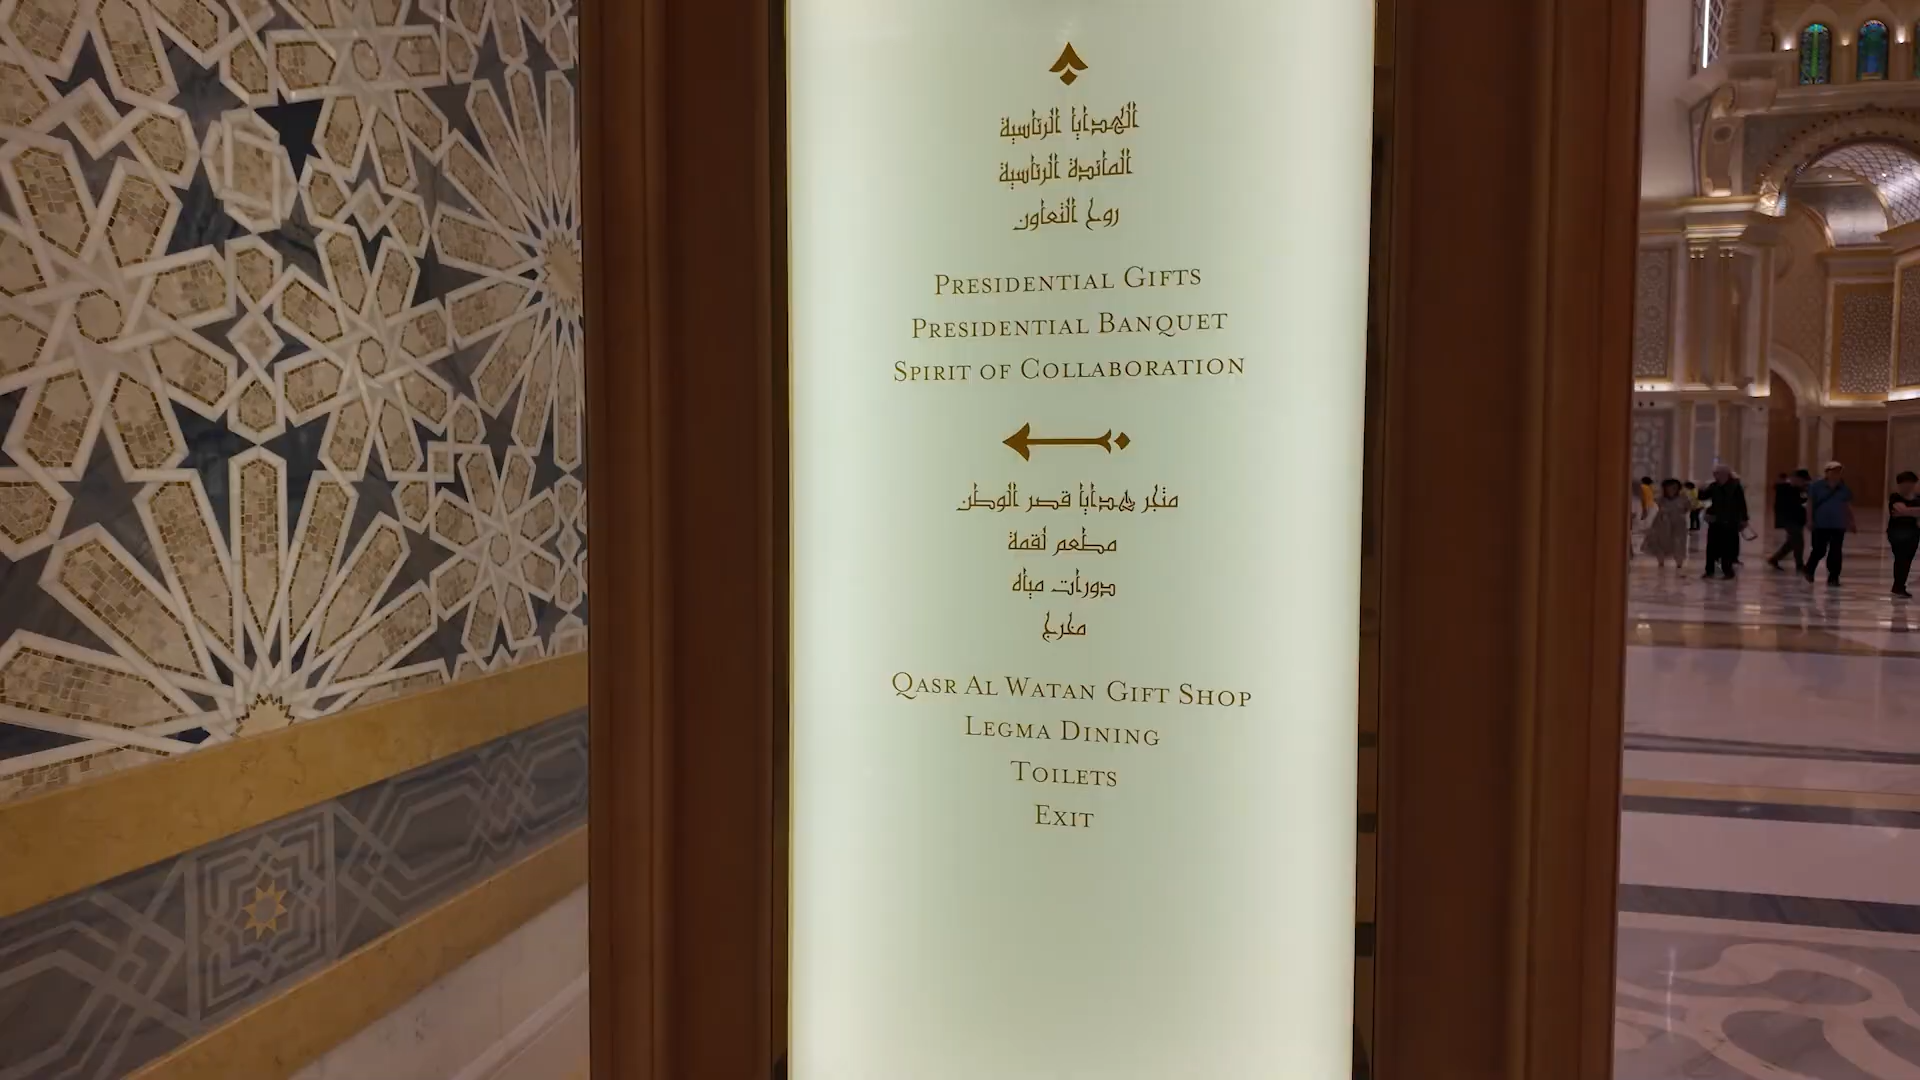 الهدايا الرئاسية
المائدة الرئاسية
روح التعاون
Presidential Gifts
Presidential Banquet
Spirit of Collaboration
متجر هدايا قصر الوطن
مطعم لقمة
دورات مياه
مخرج
Qasr Al Watan Gift Shop
Legma Dining
Toilets
Exit